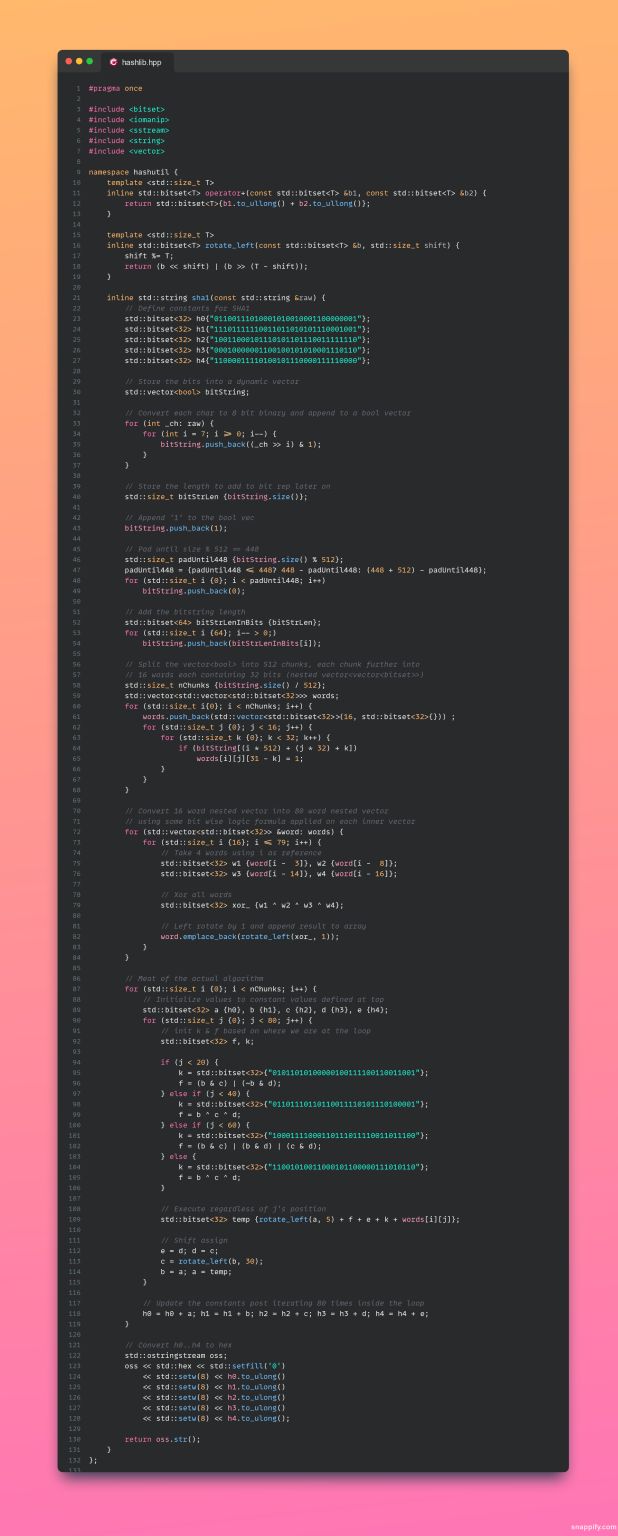 hashlib.hpp
1 #pragma once
2
3 #include <bitset>
4 #include <iomanip>
5 #include <sstream>
6 #include <string>
7 #include <vector>
8
9 namespace hashutil {
10     template <std::size_t T>
11     inline std::bitset<T> operator+(const std::bitset<T> &b1, const std::bitset<T> &b2) {
12         return std::bitset<T>{b1.to_ullong() + b2.to_ullong()};
13     }
14
15     template <std::size_t T>
16     inline std::bitset<T> rotate_left(const std::bitset<T> &b, std::size_t shift) {
17         shift %= T;
18         return (b << shift) | (b >> (T - shift));
19     }
20
21     inline std::string sha1(const std::string &raw) {
22         // Define constants for SHA1
23         std::bitset<32> h0{"01100111010001010010001100000001"};
24         std::bitset<32> h1{"11101111110011011010101110001001"};
25         std::bitset<32> h2{"10011000101110101101110011111110"};
26         std::bitset<32> h3{"00010000001100100101010001110110"};
27         std::bitset<32> h4{"11000011110100101110000111110000"};
28
29         // Store the bits into a dynamic vector
30         std::vector<bool> bitString;
31
32         // Convert each char to 8 bit binary and append to a bool vector
33         for (int _ch: raw) {
34             for (int i = 7; i >= 0; i--) {
35                 bitString.push_back((_ch >> i) & 1);
36             }
37         }
38
39         // Store the length to add to bit rep later on
40         std::size_t bitStrLen {bitString.size()};
41
42         // Append '1' to the bool vec
43         bitString.push_back(1);
44
45         // Pad until size % 512 == 448
46         std::size_t padUntil448 {bitString.size() % 512};
47         padUntil448 = {padUntil448 <= 448? 448 - padUntil448: (448 + 512) - padUntil448};
48         for (std::size_t i {0}; i < padUntil448; i++)
49             bitString.push_back(0);
50
51         // Add the bitstring length
52         std::bitset<64> bitStrLenInBits {bitStrLen};
53         for (std::size_t i {64}; i-- > 0;)
54             bitString.push_back(bitStrLenInBits[i]);
55
56         // Split the vector<bool> into 512 chunks, each chunk further into
57         // 16 words each containing 32 bits (nested vector<vector<bitset>>)
58         std::size_t nChunks {bitString.size() / 512};
59         std::vector<std::vector<std::bitset<32>>> words;
60         for (std::size_t i{0}; i < nChunks; i++) {
61             words.push_back(std::vector<std::bitset<32>>(16, std::bitset<32>{})) ;
62             for (std::size_t j {0}; j < 16; j++) {
63                 for (std::size_t k {0}; k < 32; k++) {
64                     if (bitString[(i * 512) + (j * 32) + k])
65                         words[i][j][31 - k] = 1;
66                 }
67             }
68         }
69
70         // Convert 16 word nested vector into 80 word nested vector
71         // using some bit wise logic formula applied on each inner vector
72         for (std::vector<std::bitset<32>> &word: words) {
73             for (std::size_t i {16}; i <= 79; i++) {
74                 // Take 4 words using i as reference
75                 std::bitset<32> w1 {word[i -  3]}, w2 {word[i -  8]};
76                 std::bitset<32> w3 {word[i - 14]}, w4 {word[i - 16]};
77
78                 // Xor all words
79                 std::bitset<32> xor_ {w1 ^ w2 ^ w3 ^ w4};
80
81                 // Left rotate by 1 and append result to array
82                 word.emplace_back(rotate_left(xor_, 1));
83             }
84         }
85
86         // Meat of the actual algorithm
87         for (std::size_t i {0}; i < nChunks; i++) {
88             // Initialize values to constant values defined at top
89             std::bitset<32> a {h0}, b {h1}, c {h2}, d {h3}, e {h4};
90             for (std::size_t j {0}; j < 80; j++) {
91                 // init k & f based on where we are at the loop
92                 std::bitset<32> f, k;
93
94                 if (j < 20) {
95                     k = std::bitset<32>{"01011010100000100111100110011001"};
96                     f = (b & c) | (~b & d);
97                 } else if (j < 40) {
98                     k = std::bitset<32>{"01101110110110011110101110100001"};
99                     f = b ^ c ^ d;
100                 } else if (j < 60) {
101                     k = std::bitset<32>{"10001111000110111011110011011100"};
102                     f = (b & c) | (b & d) | (c & d);
103                 } else {
104                     k = std::bitset<32>{"11001010011000101100000111010110"};
105                     f = b ^ c ^ d;
106                 }
107
108                 // Execute regardless of j's position
109                 std::bitset<32> temp {rotate_left(a, 5) + f + e + k + words[i][j]};
110
111                 // Shift assign
112                 e = d; d = c;
113                 c = rotate_left(b, 30);
114                 b = a; a = temp;
115             }
116
117             // Update the constants post iterating 80 times inside the loop
118             h0 = h0 + a; h1 = h1 + b; h2 = h2 + c; h3 = h3 + d; h4 = h4 + e;
119         }
120
121         // Convert h0..h4 to hex
122         std::ostringstream oss;
123         oss << std::hex << std::setfill('0')
124             << std::setw(8) << h0.to_ulong()
125             << std::setw(8) << h1.to_ulong()
126             << std::setw(8) << h2.to_ulong()
127             << std::setw(8) << h3.to_ulong()
128             << std::setw(8) << h4.to_ulong();
129
130         return oss.str();
131     }
132 };
133
snappify.com